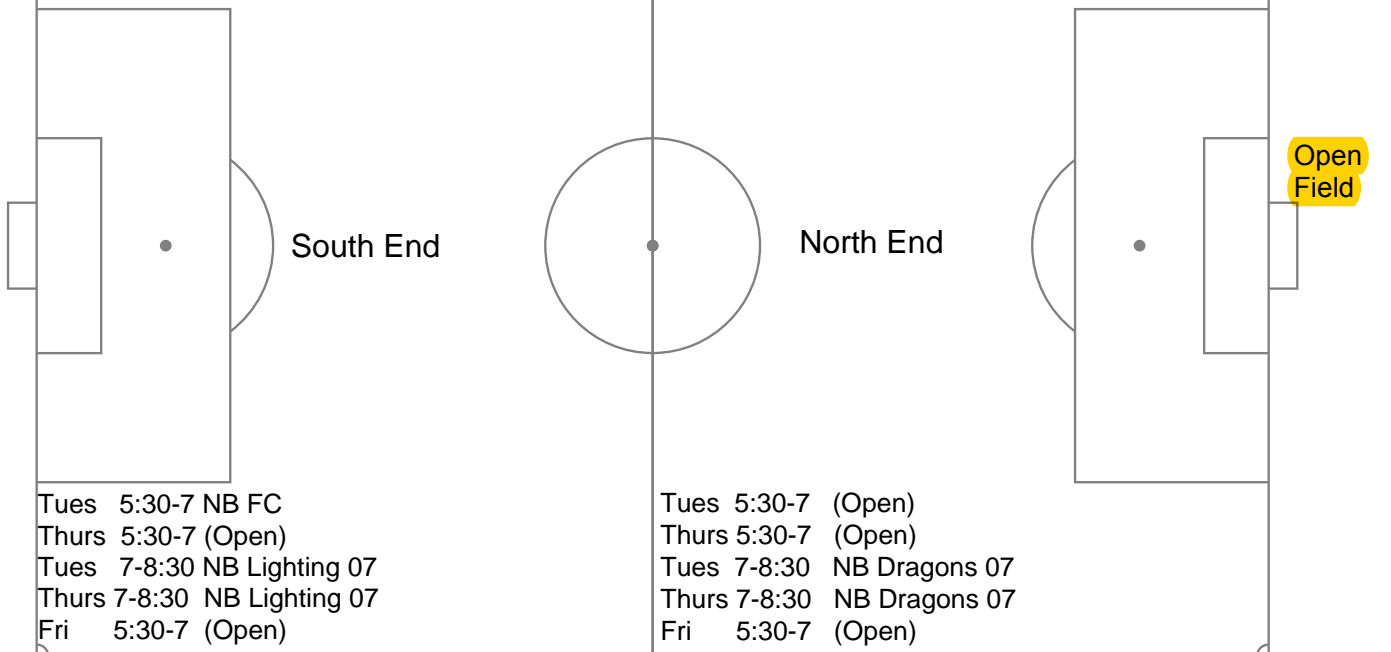 Open
Field
South End
North End
Tues 5:30-7 NB FC
Thurs 5:30-7 (Open)
Tues 7-8:30 NB Lighting 07
Thurs 7-8:30 NB Lighting 07
Fri 5:30-7 (Open)
Tues 5:30-7 (Open)
Thurs 5:30-7 (Open)
Tues 7-8:30 NB Dragons 07
Thurs 7-8:30 NB Dragons 07
Fri 5:30-7 (Open)